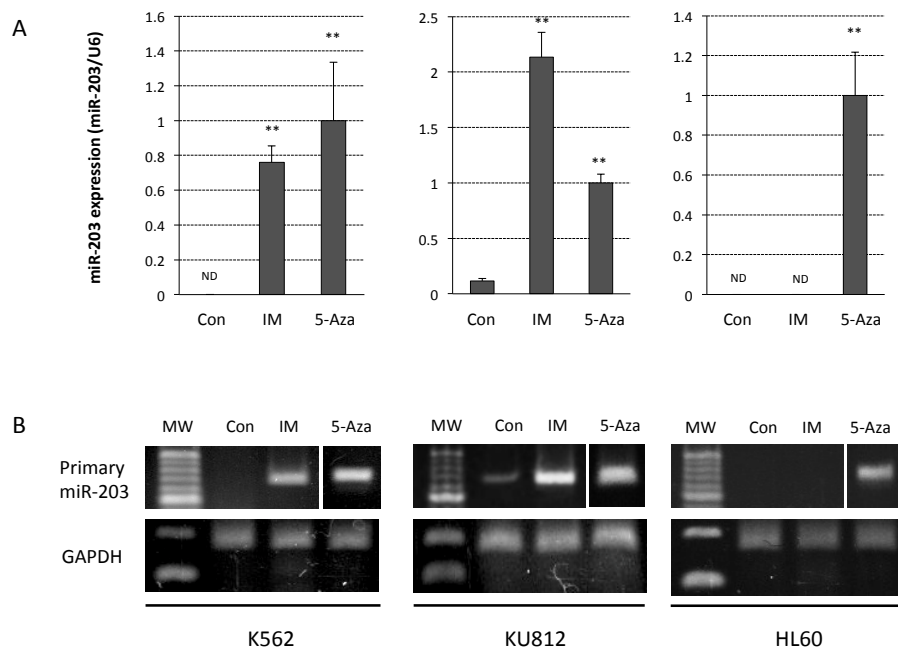 A
miR-203 expression (miR-203/U6)
1.6
1.4
1.2
1
0.8
0.6
0.4
0.2
0
ND
**
**
Con IM 5-Aza
2.5
2
1.5
1
0.5
0
**
**
Con IM 5-Aza
1.4
1.2
1
0.8
0.6
0.4
0.2
0
ND
ND
**
Con IM 5-Aza
B
MW Con IM 5-Aza
MW Con IM 5-Aza
MW Con IM 5-Aza
Primary
miR-203
GAPDH
K562
KU812
HL60